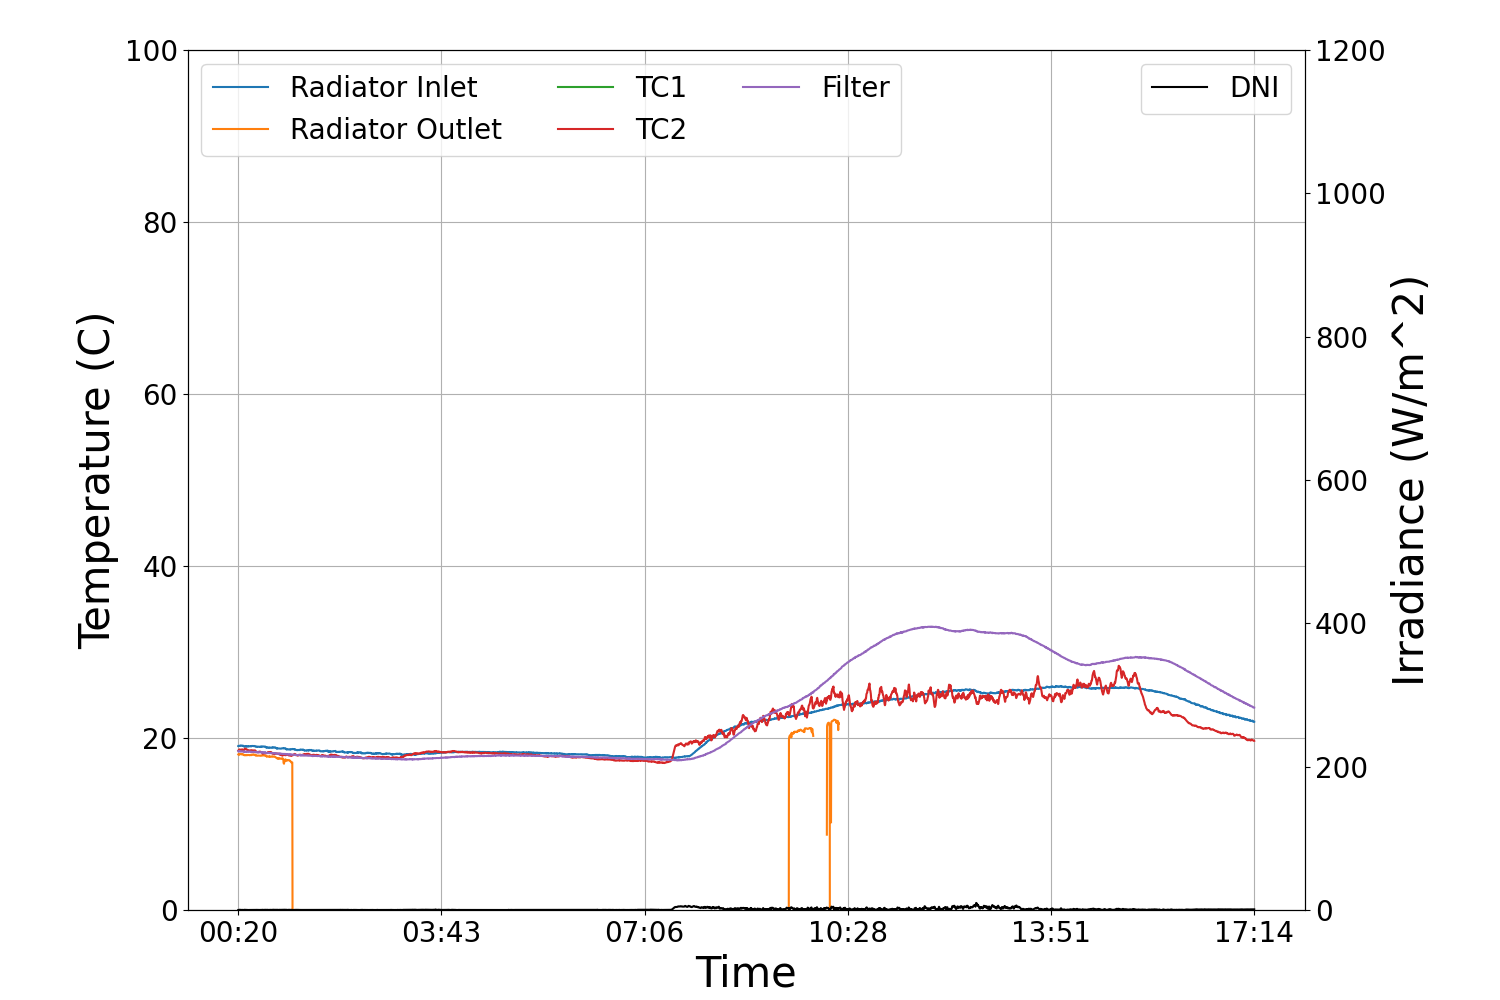 Radiator Inlet
Radiator Outlet
TC1
TC2
Filter
DNI
Temperature (C)
100
80
60
40
20
0
Irradiance (W/m^2)
1200
1000
800
600
400
200
0
00:20 03:43 07:06 10:28 13:51 17:14
Time